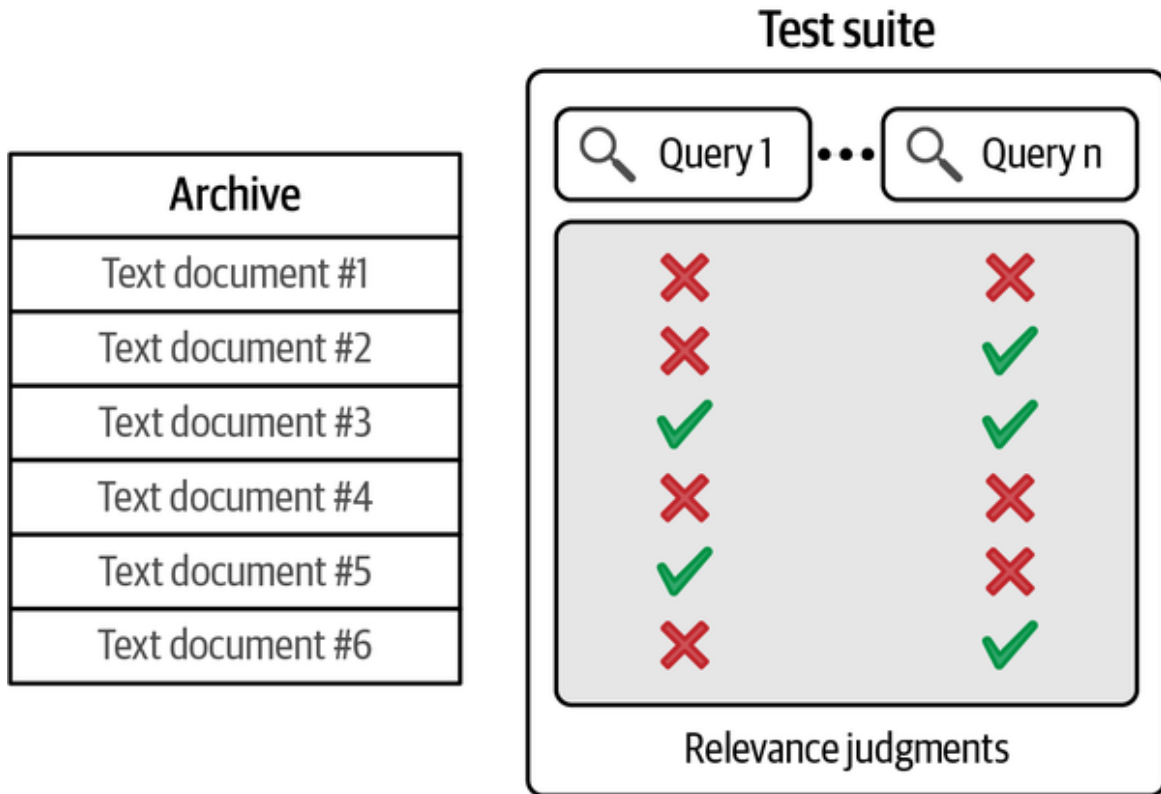 Test suite
Query 1
Query n
Archive
Text document #1
Text document #2
Text document #3
Text document #4
Text document #5
Text document #6
Relevance judgments